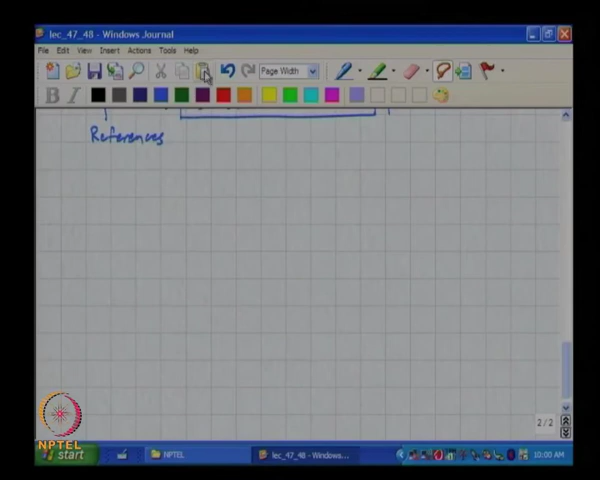 lec_47_48 - Windows Journal
File Edit View Insert Actions Tools Help
Page Width
B I
References
2/2
NPTEL
start
NPTEL
lec_47_48 - Windows...
10:00 AM